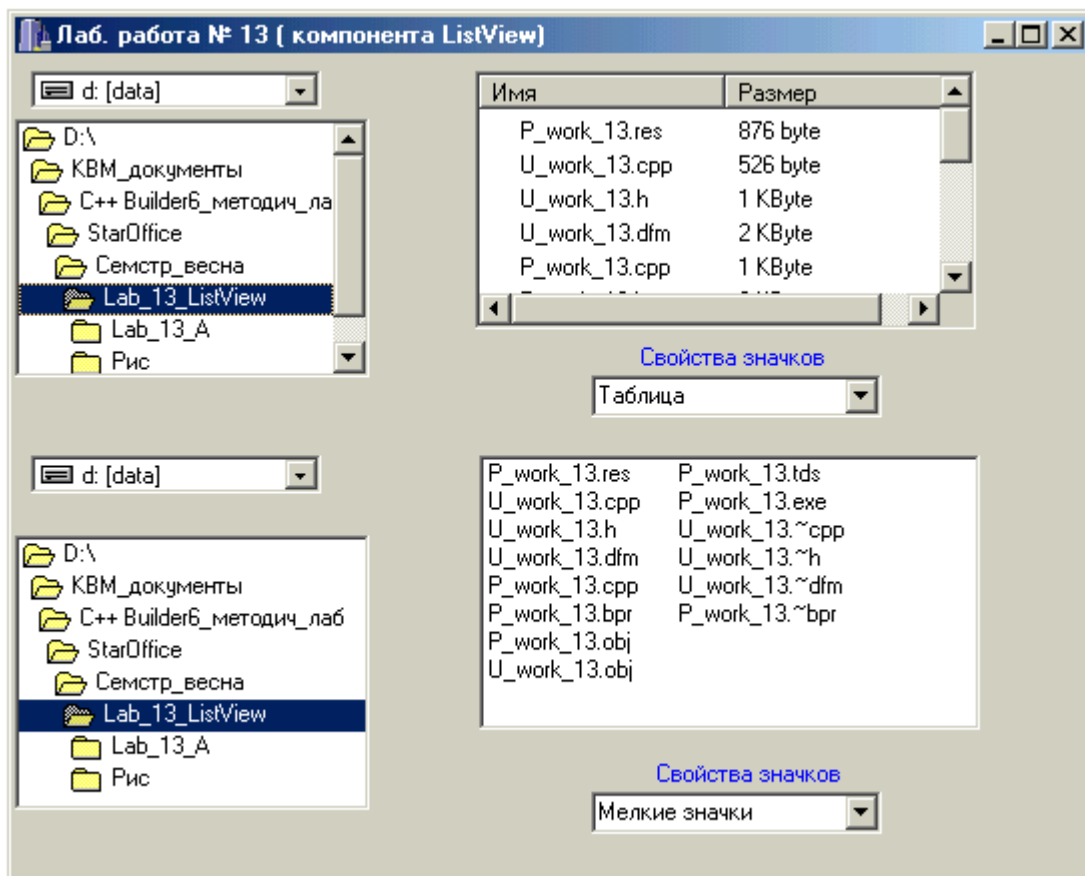 Лаб. работа № 13 ( компонента ListView)
d: [data]
D:\
KBM_документы
C++ Builder6_методич_ла
StarOffice
Семстр_весна
Lab_13_ListView
Lab_13_A
Рис
Имя Размер
P_work_13.res 876 byte
U_work_13.cpp 526 byte
U_work_13.h 1 KByte
U_work_13.dfm 2 KByte
P_work_13.cpp 1 KByte
Свойства значков
Таблица
d: [data]
D:\
KBM_документы
C++ Builder6_методич_лаб
StarOffice
Семстр_весна
Lab_13_ListView
Lab_13_A
Рис
P_work_13.res P_work_13.tds
U_work_13.cpp P_work_13.exe
U_work_13.h U_work_13.~cpp
U_work_13.dfm U_work_13.~h
P_work_13.cpp U_work_13.~dfm
P_work_13.bpr P_work_13.~bpr
P_work_13.obj
U_work_13.obj
Свойства значков
Мелкие значки